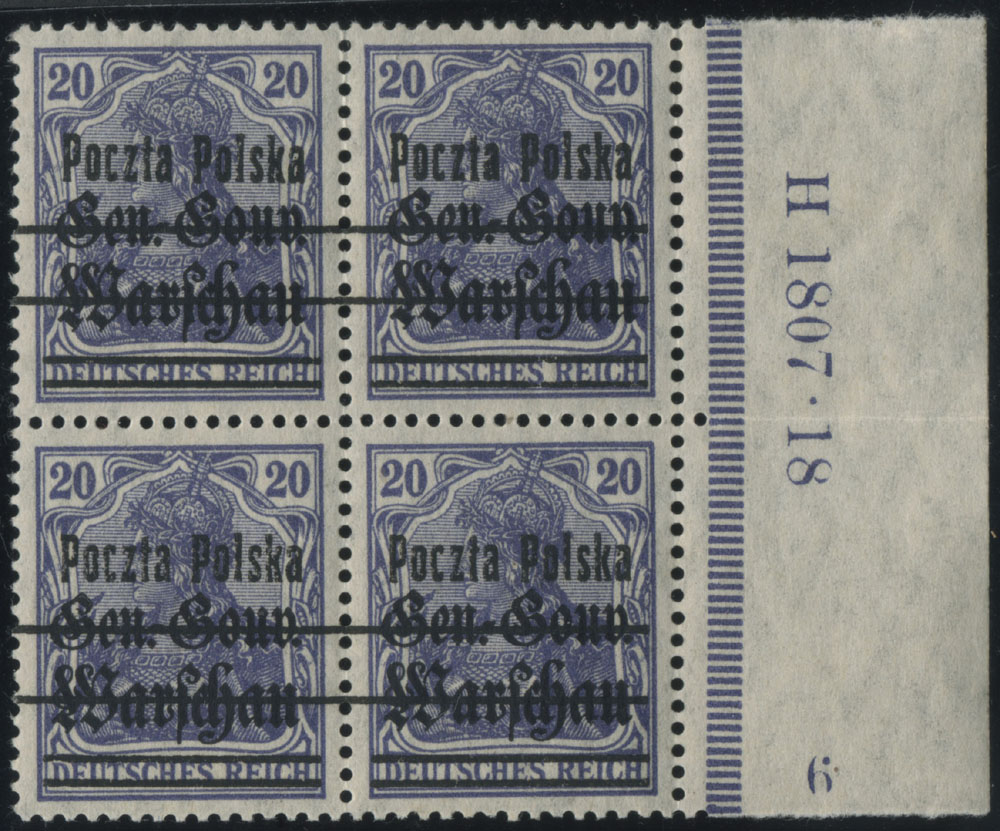 20 20
Poczta Polska
Gen.-Gouv.
Warschau
DEUTSCHES REICH
20 20
Poczta Polska
Gen.-Gouv.
Warschau
DEUTSCHES REICH
20 20
Poczta Polska
Gen.-Gouv.
Warschau
DEUTSCHES REICH
20 20
Poczta Polska
Gen.-Gouv.
Warschau
DEUTSCHES REICH
H 1807·18
6